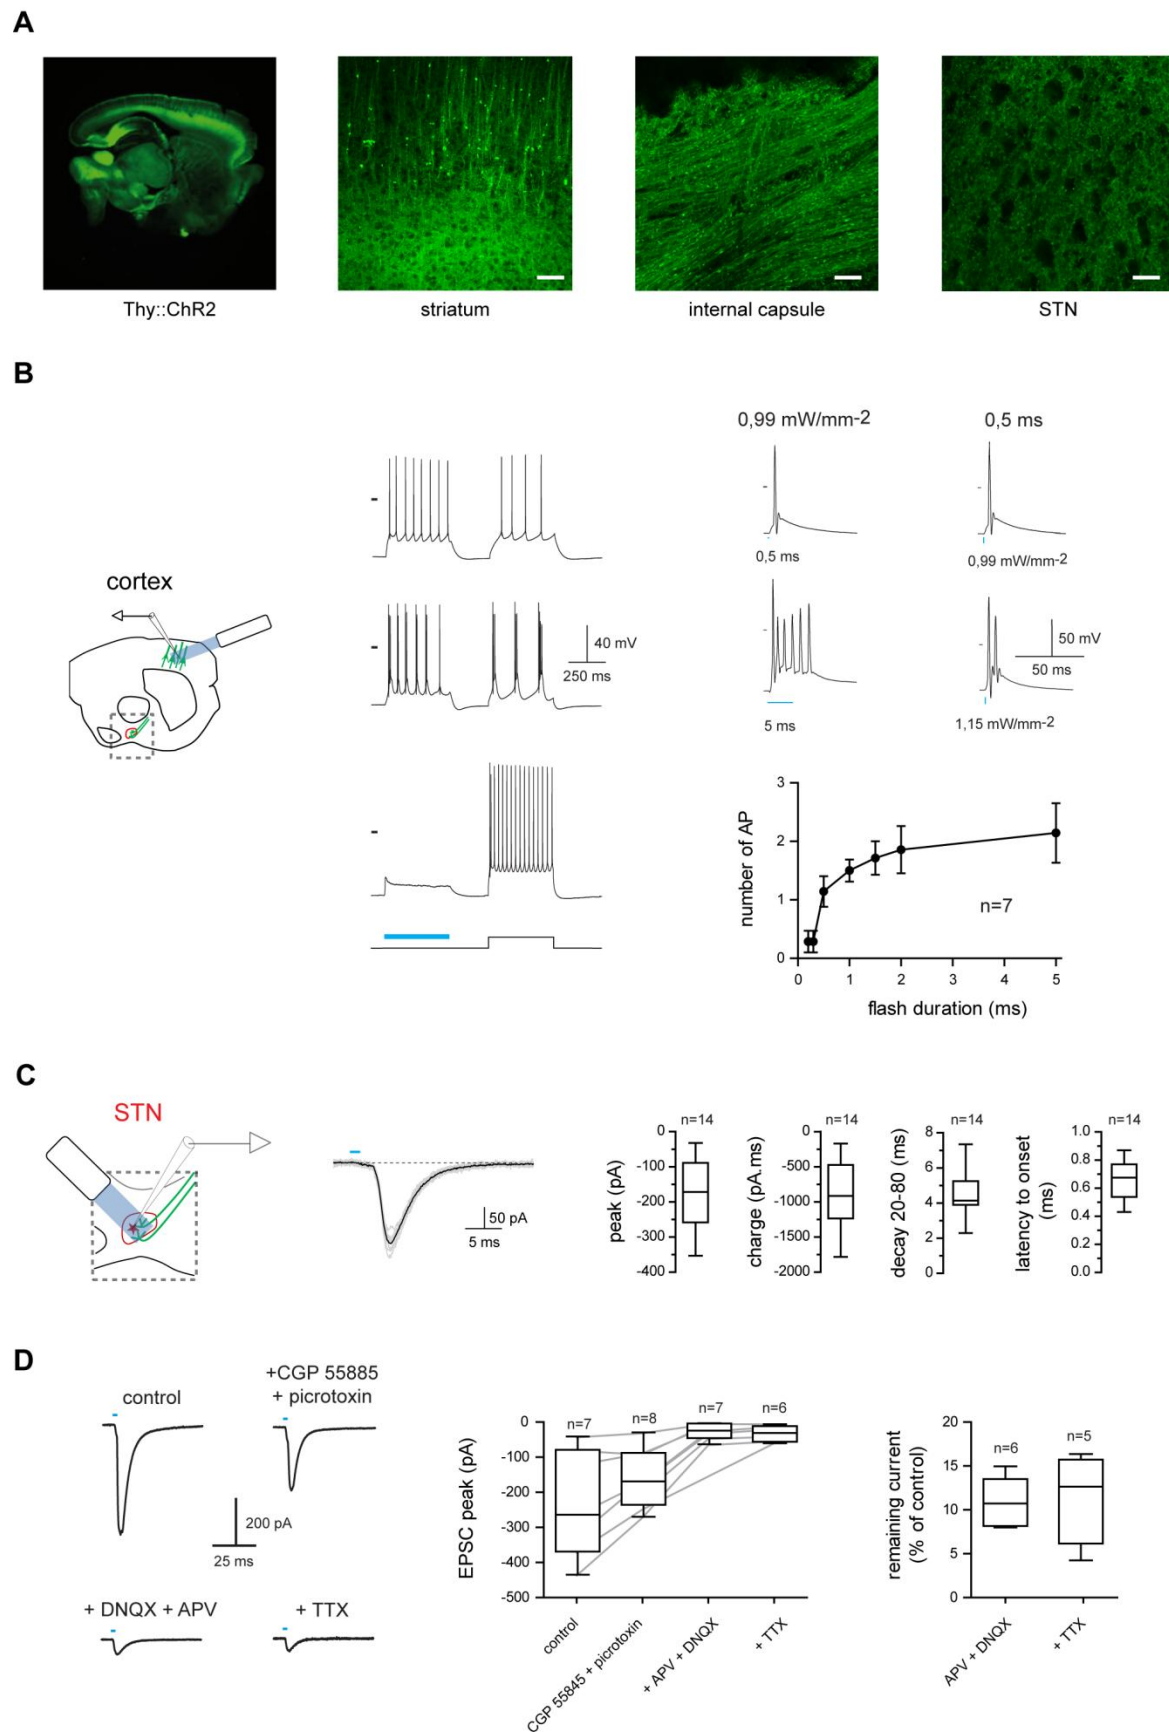 A
Thy::ChR2
striatum
internal capsule
STN
B
cortex
40 mV
250 ms
0,99 mW/mm-2
0,5 ms
0,5 ms
0,99 mW/mm-2
50 mV
50 ms
5 ms
1,15 mW/mm-2
number of AP
3
2
1
0
n=7
0
1
2
3
4
5
flash duration (ms)
C
STN
50 pA
5 ms
n=14
peak (pA)
0
-100
-200
-300
-400
n=14
charge (pA.ms)
0
-500
-1000
-1500
-2000
n=14
decay 20-80 (ms)
8
6
4
2
0
n=14
latency to onset
(ms)
1.0
0.8
0.6
0.4
0.2
0.0
D
control
+CGP 55885
+ picrotoxin
200 pA
25 ms
+ DNQX + APV
+ TTX
EPSC peak (pA)
0
-100
-200
-300
-400
-500
n=7
n=8
n=7
n=6
control
CGP 55845 + picrotoxin
+ APV + DNQX
+ TTX
remaining current
(% of control)
20
15
10
5
0
n=6
n=5
APV + DNQX
+ TTX